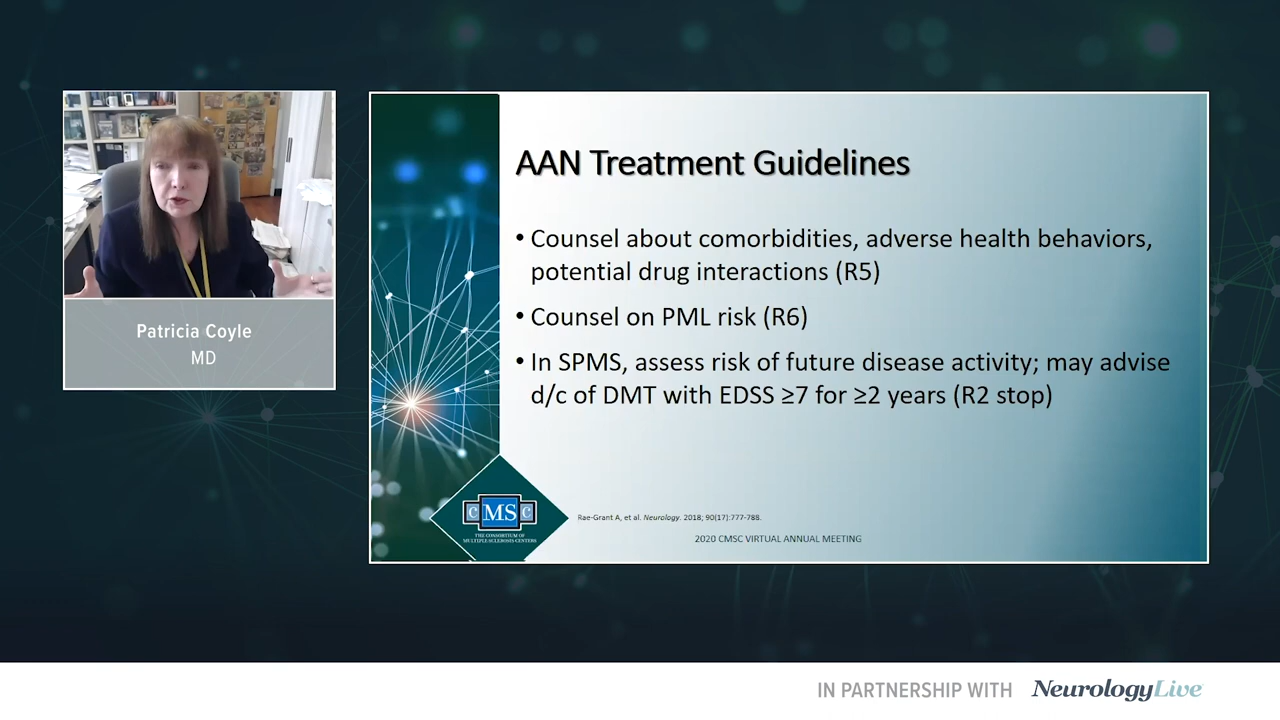 Patricia Coyle
MD
AAN Treatment Guidelines
• Counsel about comorbidities, adverse health behaviors,
potential drug interactions (R5)
• Counsel on PML risk (R6)
• In SPMS, assess risk of future disease activity; may advise
d/c of DMT with EDSS ≥7 for ≥2 years (R2 stop)
CMSC
THE CONSORTIUM OF
MULTIPLE SCLEROSIS CENTERS
Rae-Grant A, et al. Neurology. 2018; 90(17):777-788.
2020 CMSC VIRTUAL ANNUAL MEETING
IN PARTNERSHIP WITH NeurologyLive